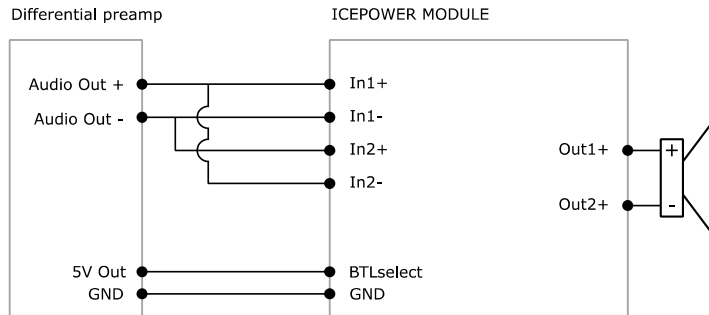 Differential preamp
ICEPOWER MODULE
Audio Out +
Audio Out -
5V Out
GND
In1+
In1-
In2+
In2-
BTLselect
GND
Out1+
Out2+
+
-